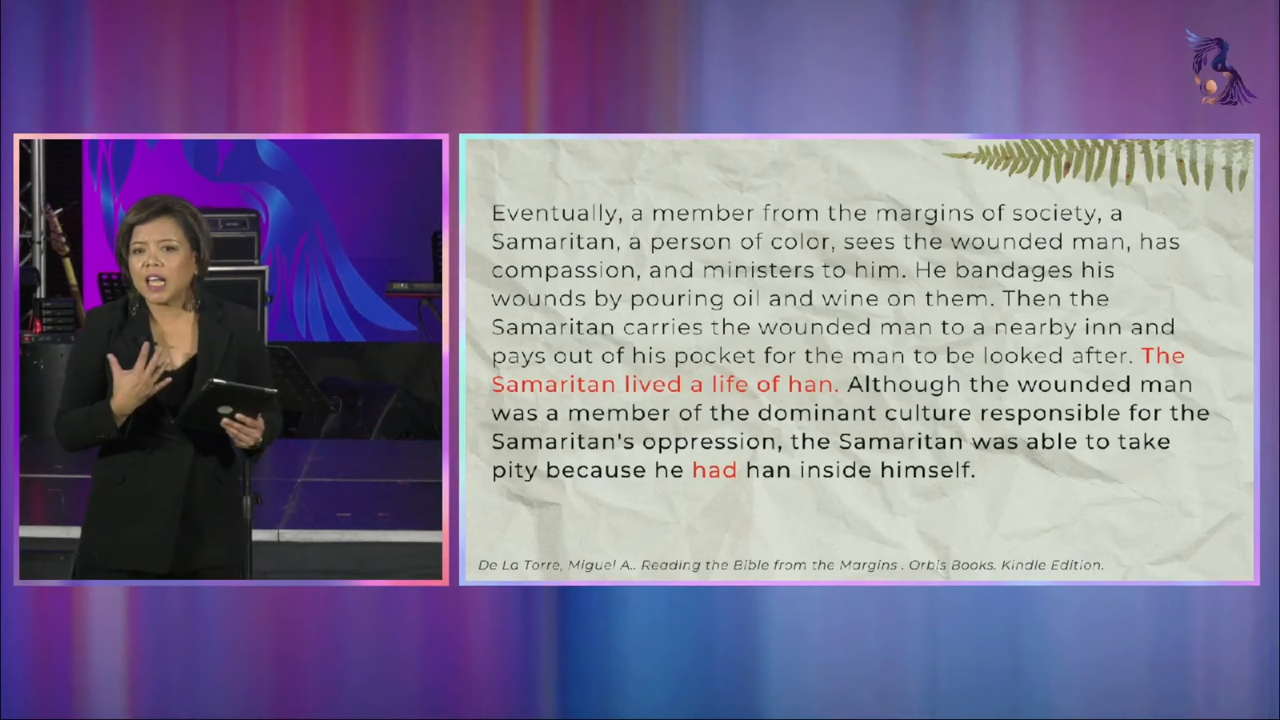 Eventually, a member from the margins of society, a
Samaritan, a person of color, sees the wounded man, has
compassion, and ministers to him. He bandages his
wounds by pouring oil and wine on them. Then the
Samaritan carries the wounded man to a nearby inn and
pays out of his pocket for the man to be looked after. The
Samaritan lived a life of han. Although the wounded man
was a member of the dominant culture responsible for the
Samaritan's oppression, the Samaritan was able to take
pity because he had han inside himself.
De La Torre, Miguel A.. Reading the Bible from the Margins . Orbis Books. Kindle Edition.